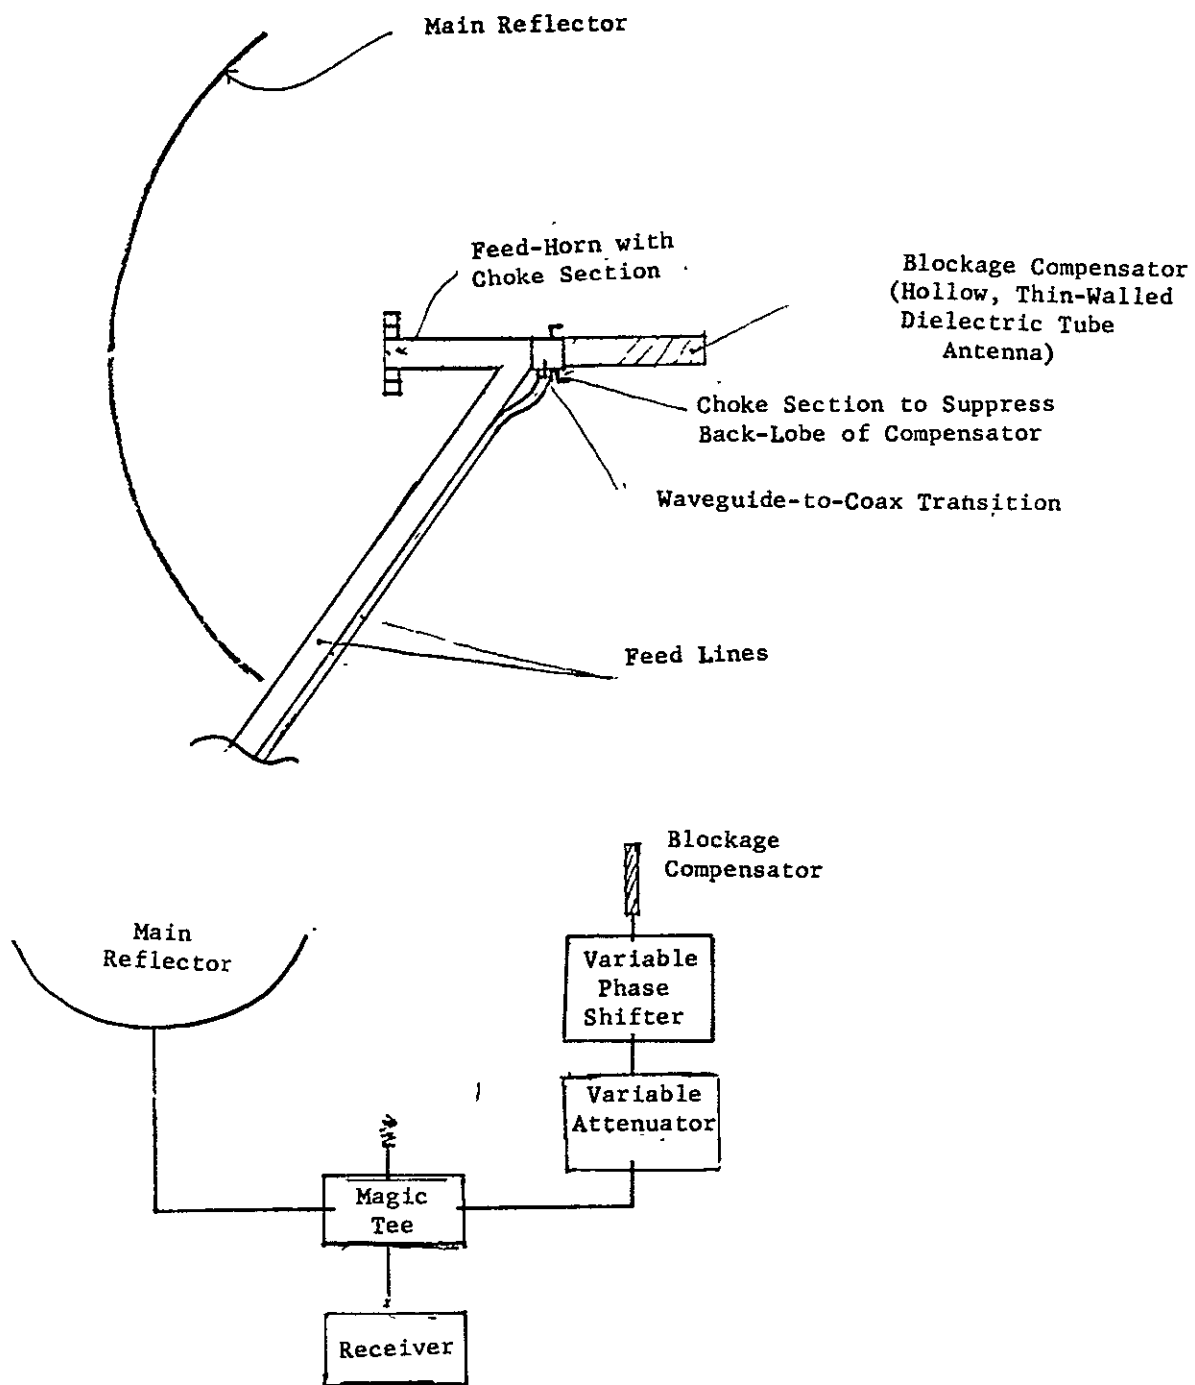 Main Reflector
Feed-Horn with
Choke Section
Blockage Compensator
(Hollow, Thin-Walled
Dielectric Tube
Antenna)
Choke Section to Suppress
Back-Lobe of Compensator
Waveguide-to-Coax Transition
Feed Lines
Blockage
Compensator
Main
Reflector
Variable
Phase
Shifter
Variable
Attenuator
Magic
Tee
Receiver